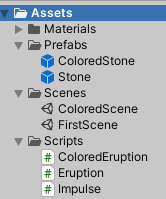 Assets
Materials
Prefabs
ColoredStone
Stone
Scenes
ColoredScene
FirstScene
Scripts
# ColoredEruption
# Eruption
# Impulse